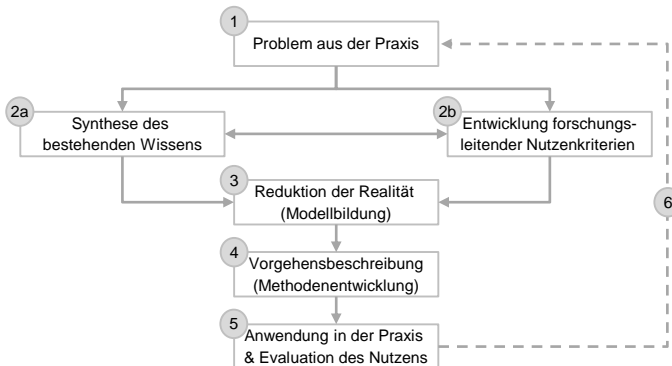 1
Problem aus der Praxis
2a
Synthese des
bestehenden Wissens
2b
Entwicklung forschungs-
leitender Nutzenkriterien
3
Reduktion der Realität
(Modellbildung)
6
4
Vorgehensbeschreibung
(Methodenentwicklung)
5
Anwendung in der Praxis
& Evaluation des Nutzens